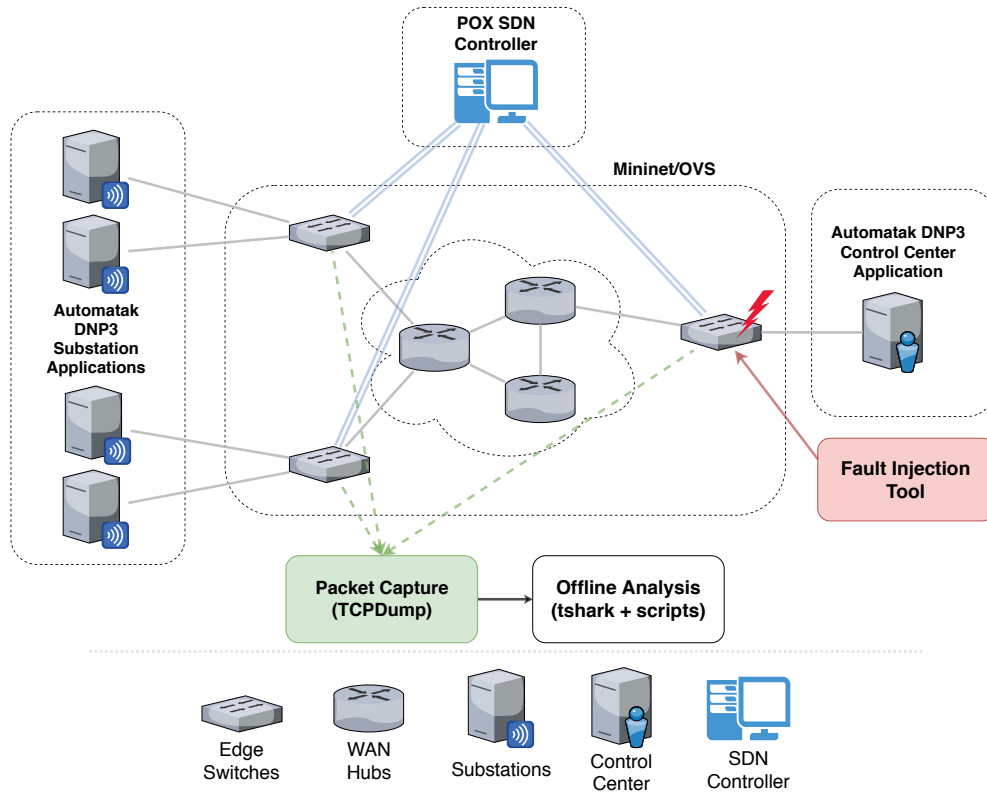 POX SDN
Controller
Mininet/OVS
Automatak
DNP3
Substation
Applications
Automatak DNP3
Control Center
Application
Fault Injection
Tool
Packet Capture
(TCPDump)
Offline Analysis
(tshark + scripts)
Edge
Switches
WAN
Hubs
Substations
Control
Center
SDN
Controller